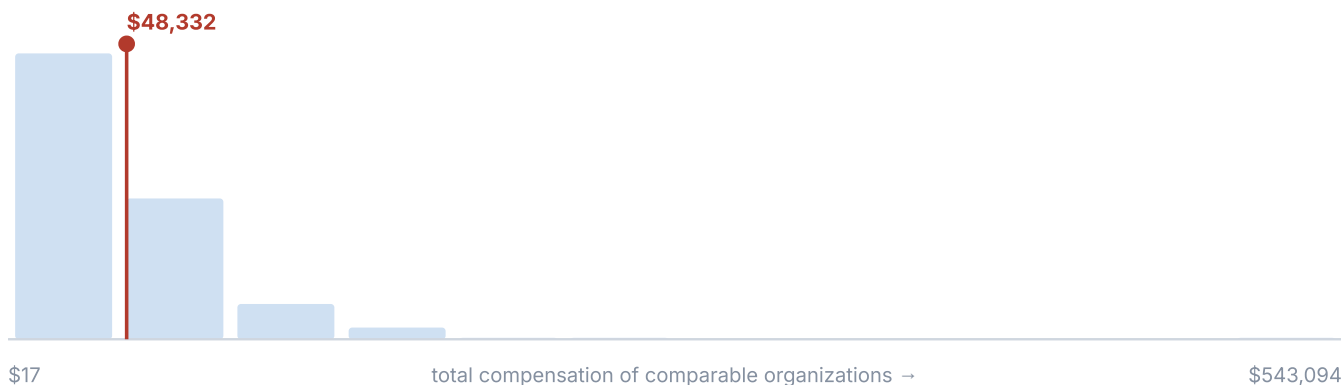 $48,332
$17
total compensation of comparable organizations →
$543,094